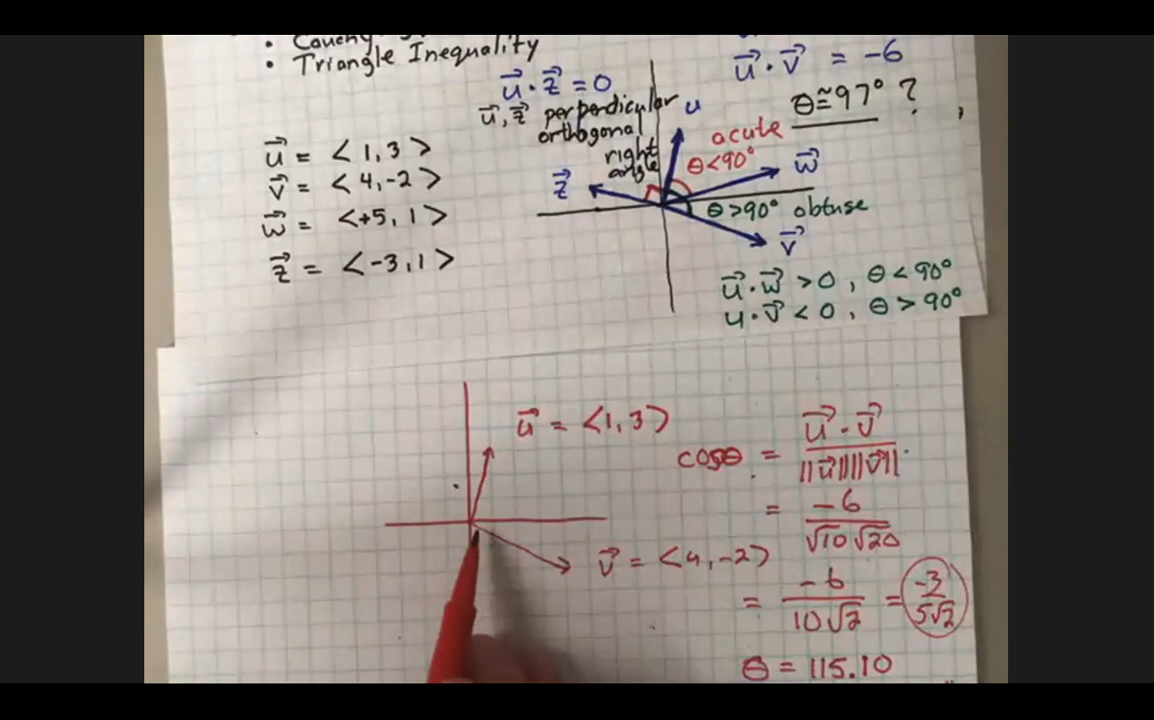 • Triangle Inequality
u⃗ · v⃗ = -6
u⃗ · z⃗ = 0
θ ≅ 97° ?
u⃗, z⃗ perpendicular
orthogonal
right
angle
u
acute
θ < 90°
w⃗
z⃗
θ > 90° obtuse
v⃗
u⃗ = <1, 3>
v⃗ = <4, -2>
w⃗ = <+5, 1>
z⃗ = <-3, 1>
u⃗ · w⃗ > 0, θ < 90°
u · v⃗ < 0, θ > 90°
u⃗ = <1, 3>
v⃗ = <4, -2>
cosθ = u⃗ · v⃗ / ||u⃗|| ||v⃗||
= -6 / √10 √20
= -6 / 10√2 = -3 / 5√2
θ = 115.10